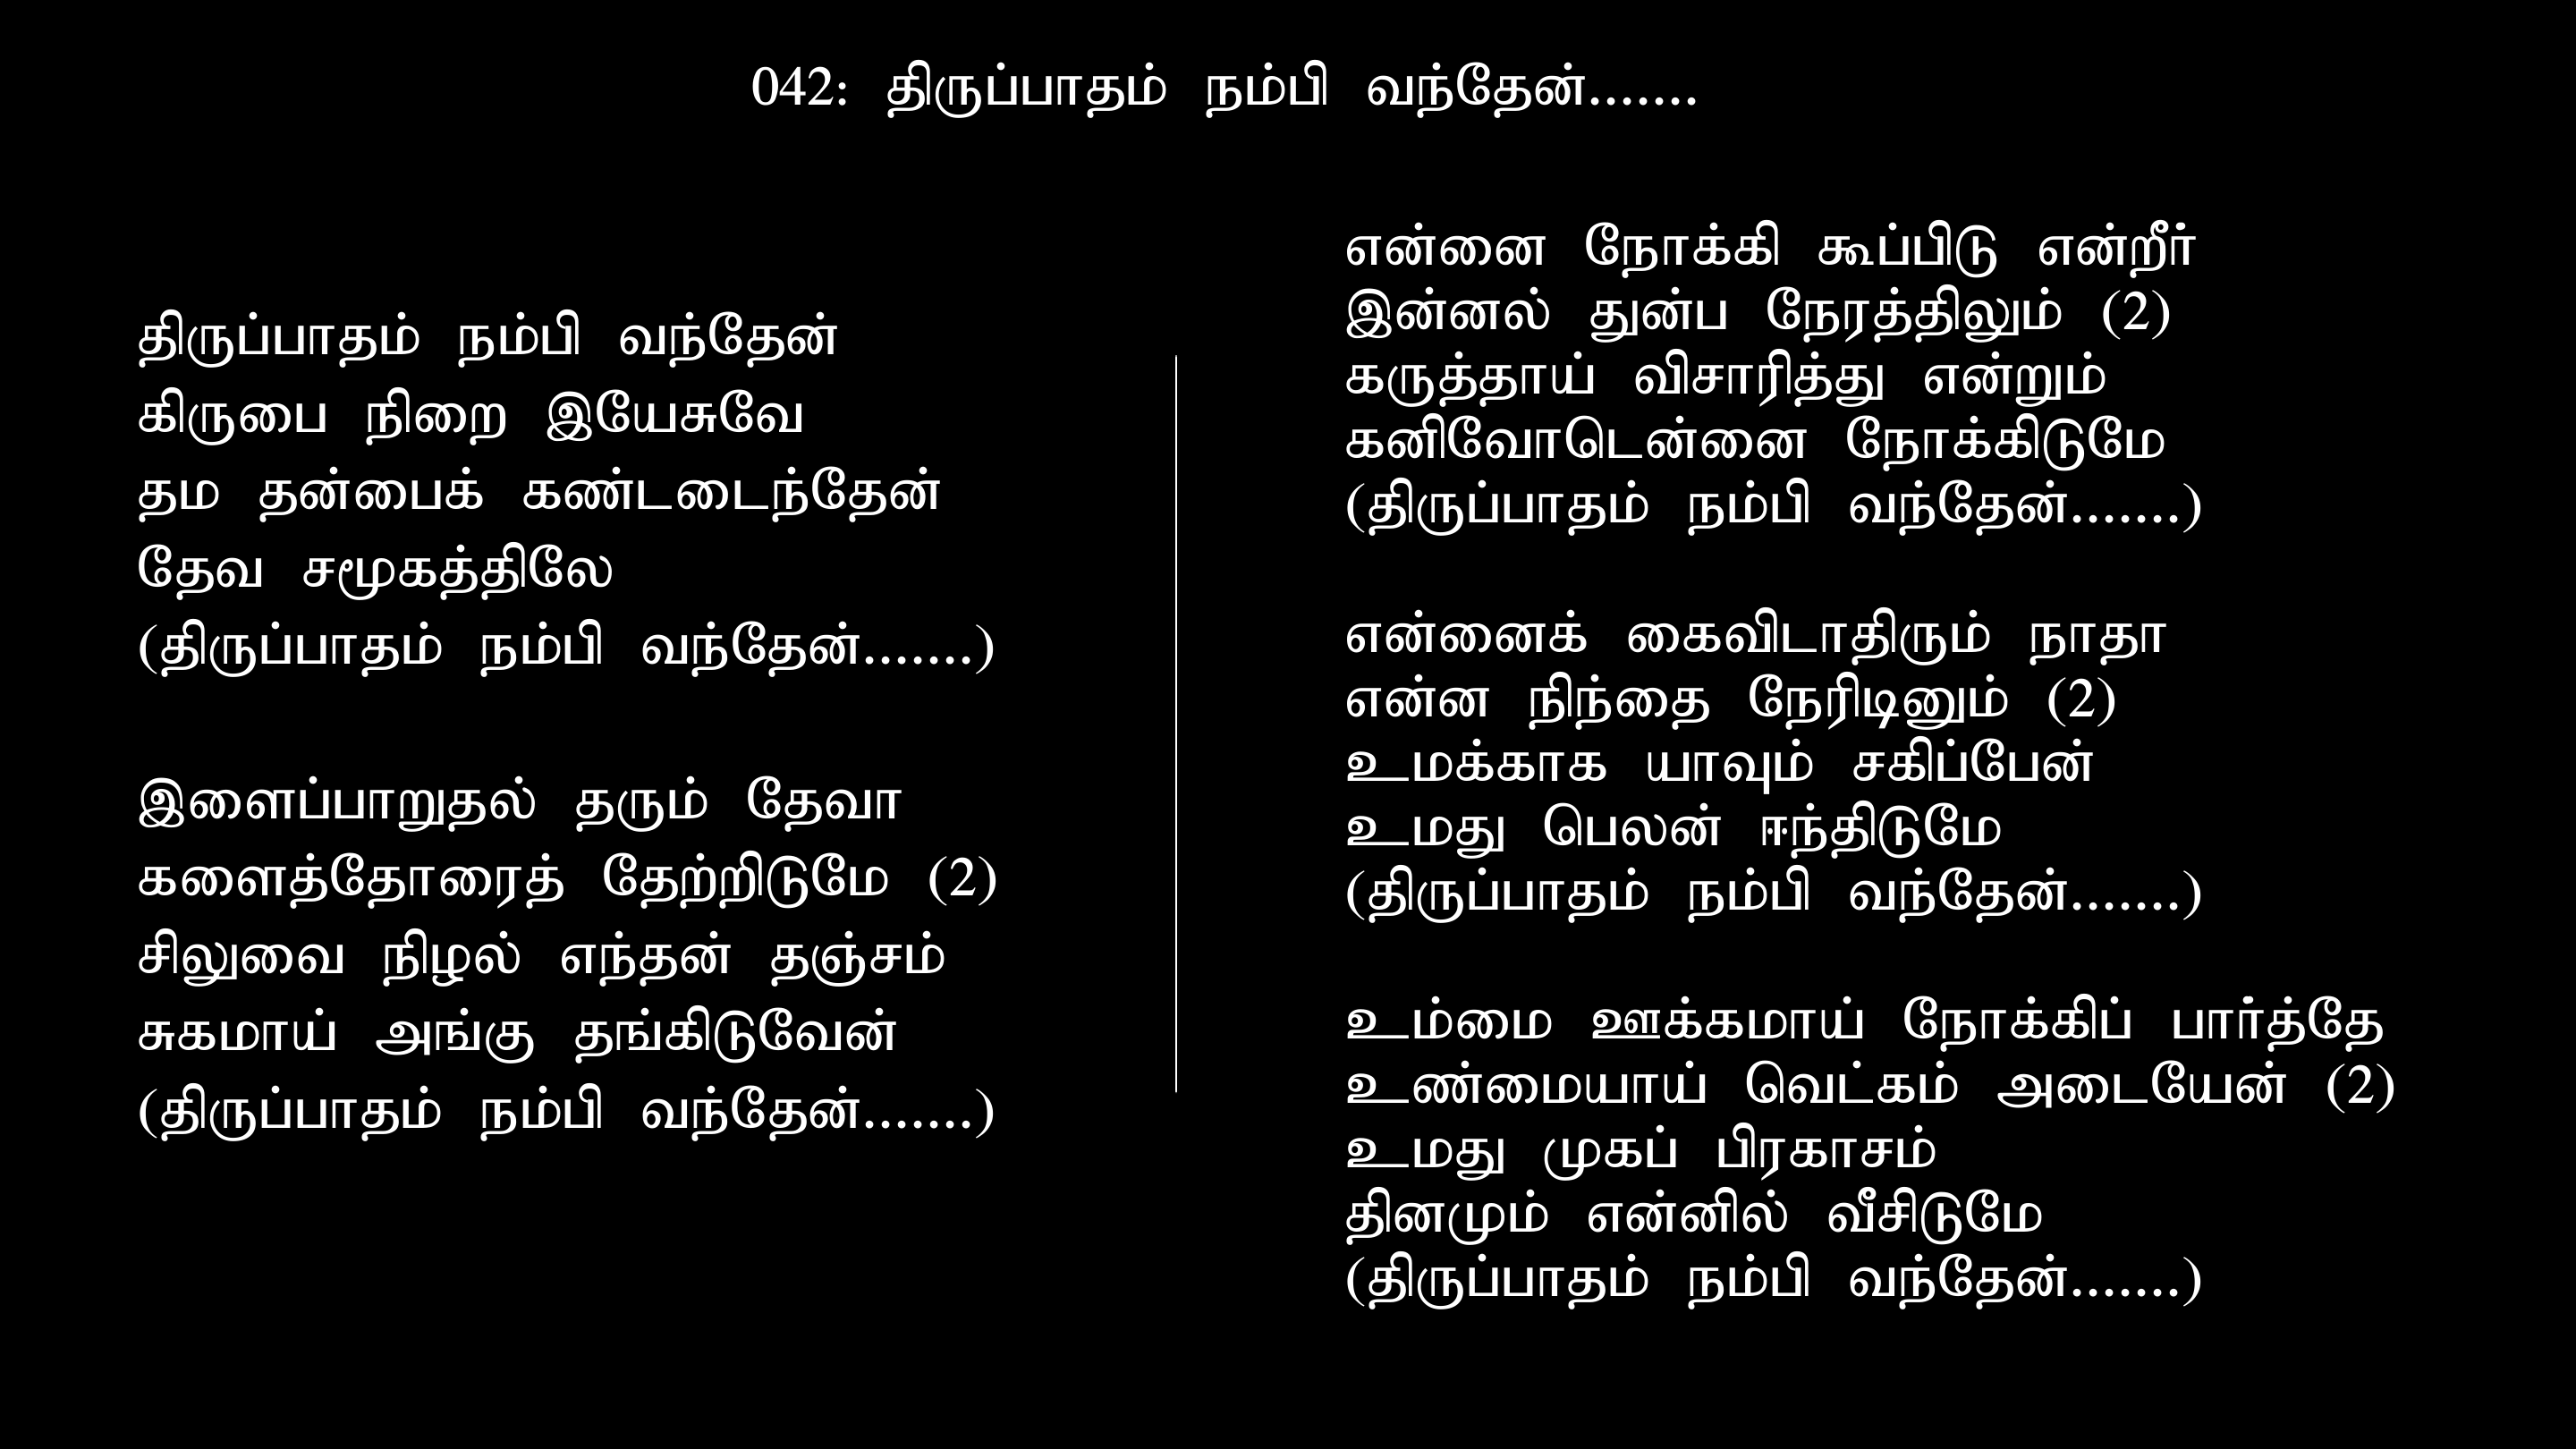 042: திருப்பாதம் நம்பி வந்தேன்.......
திருப்பாதம் நம்பி வந்தேன்
கிருபை நிறை இயேசுவே
தம தன்பைக் கண்டடைந்தேன்
தேவ சமூகத்திலே
(திருப்பாதம் நம்பி வந்தேன்.......)
இளைப்பாறுதல் தரும் தேவா
களைத்தோரைத் தேற்றிடுமே (2)
சிலுவை நிழல் எந்தன் தஞ்சம்
சுகமாய் அங்கு தங்கிடுவேன்
(திருப்பாதம் நம்பி வந்தேன்.......)
என்னை நோக்கி கூப்பிடு என்றீர்
இன்னல் துன்ப நேரத்திலும் (2)
கருத்தாய் விசாரித்து என்றும்
கனிவோடென்னை நோக்கிடுமே
(திருப்பாதம் நம்பி வந்தேன்.......)
என்னைக் கைவிடாதிரும் நாதா
என்ன நிந்தை நேரிடினும் (2)
உமக்காக யாவும் சகிப்பேன்
உமது பெலன் ஈந்திடுமே
(திருப்பாதம் நம்பி வந்தேன்.......)
உம்மை ஊக்கமாய் நோக்கிப் பார்த்தே
உண்மையாய் வெட்கம் அடையேன் (2)
உமது முகப் பிரகாசம்
தினமும் என்னில் வீசிடுமே
(திருப்பாதம் நம்பி வந்தேன்.......)